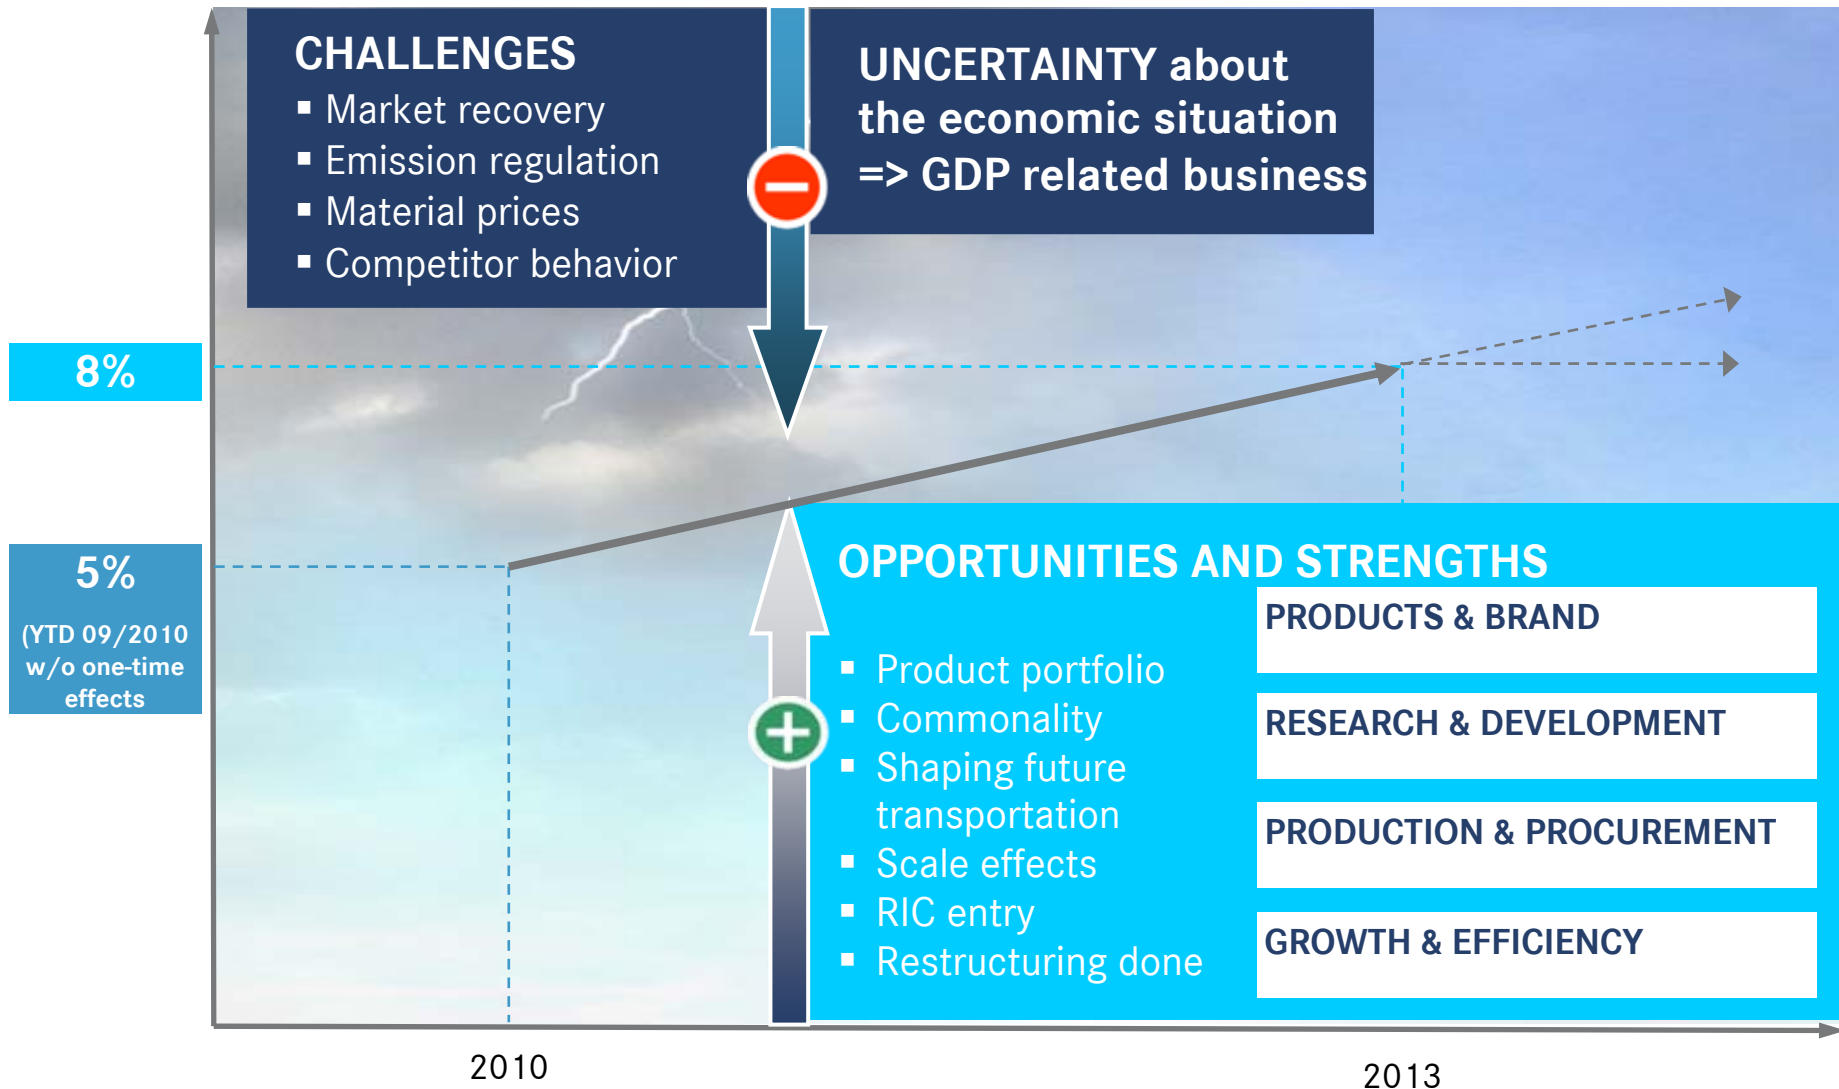 CHALLENGES
▪ Market recovery
▪ Emission regulation
▪ Material prices
▪ Competitor behavior
UNCERTAINTY about
the economic situation
=> GDP related business
8%
5%
(YTD 09/2010
w/o one-time
effects
OPPORTUNITIES AND STRENGTHS
▪ Product portfolio
▪ Commonality
▪ Shaping future
transportation
▪ Scale effects
▪ RIC entry
▪ Restructuring done
PRODUCTS & BRAND
RESEARCH & DEVELOPMENT
PRODUCTION & PROCUREMENT
GROWTH & EFFICIENCY
2010
2013